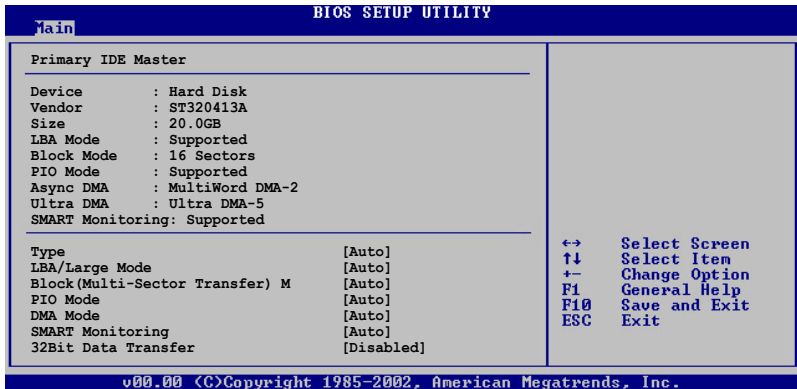 BIOS SETUP UTILITY
Main
Primary IDE Master
Device : Hard Disk
Vendor : ST320413A
Size : 20.0GB
LBA Mode : Supported
Block Mode : 16 Sectors
PIO Mode : Supported
Async DMA : MultiWord DMA-2
Ultra DMA : Ultra DMA-5
SMART Monitoring: Supported
Type [Auto]
LBA/Large Mode [Auto]
Block(Multi-Sector Transfer) M [Auto]
PIO Mode [Auto]
DMA Mode [Auto]
SMART Monitoring [Auto]
32Bit Data Transfer [Disabled]
←→ Select Screen
↑↓ Select Item
+- Change Option
F1 General Help
F10 Save and Exit
ESC Exit
v00.00 (C)Copyright 1985-2002, American Megatrends, Inc.